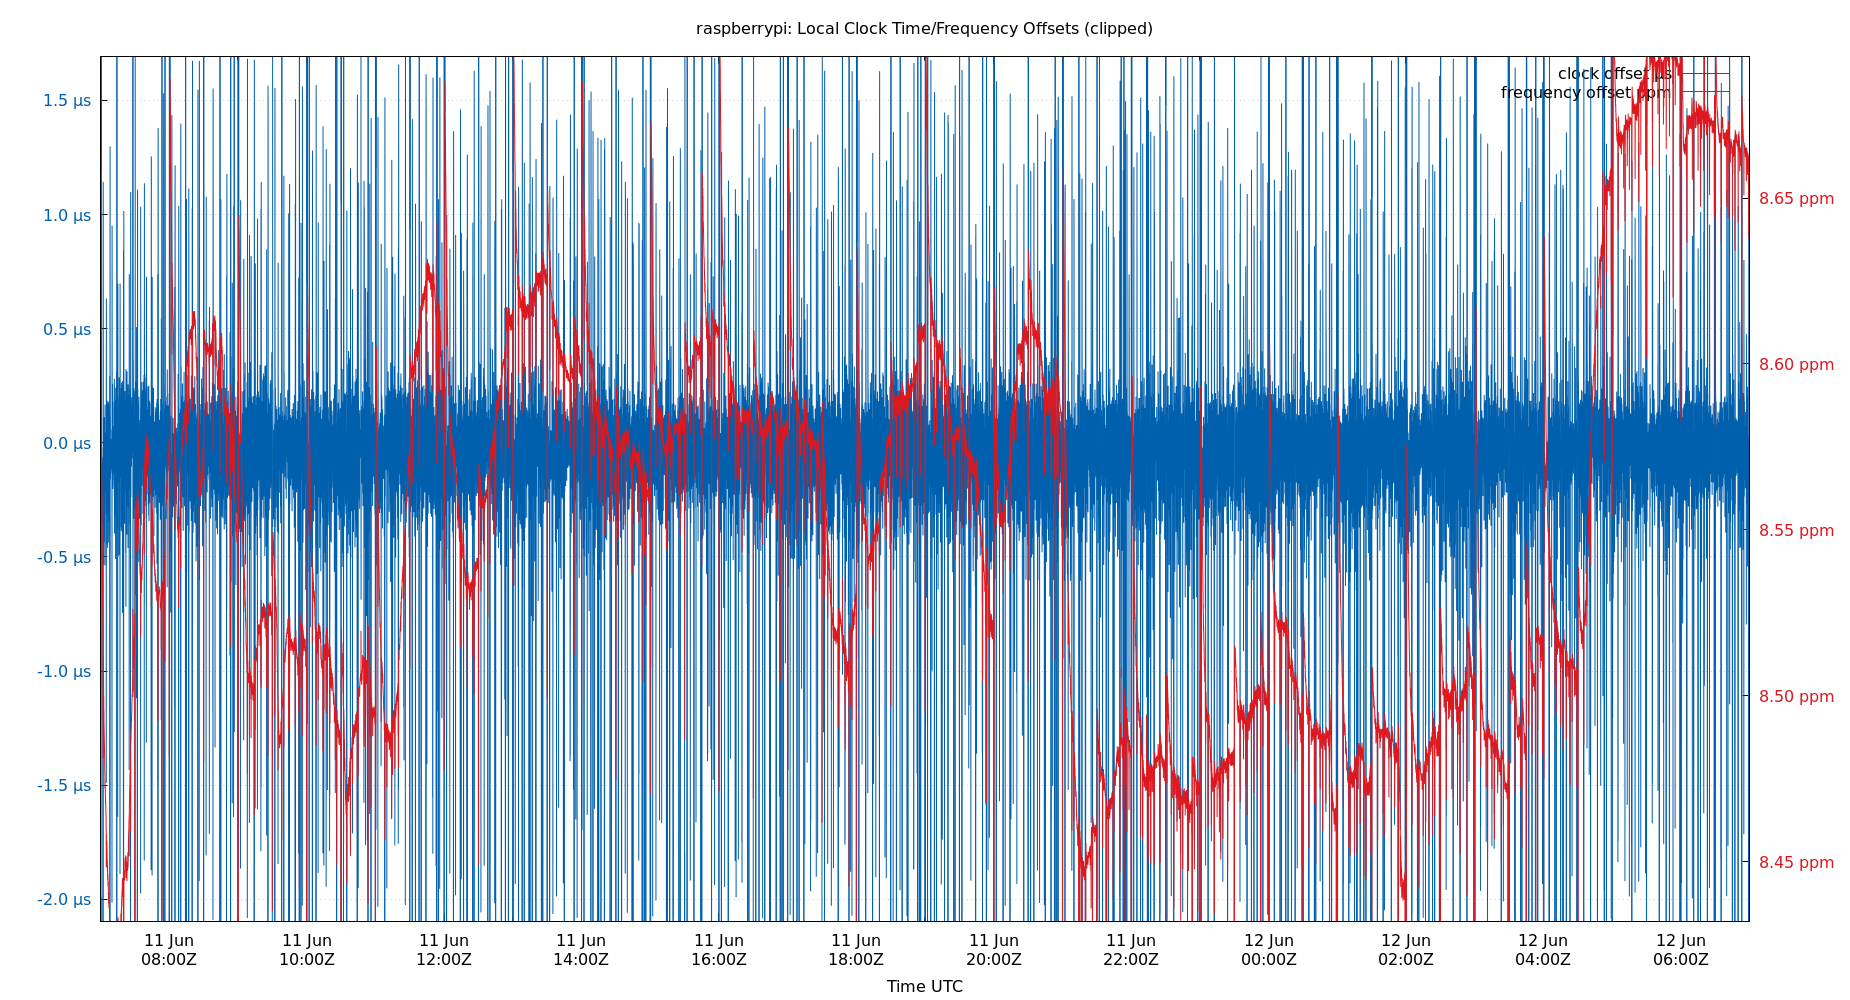 raspberrypi: Local Clock Time/Frequency Offsets (clipped)
clock offset µs
frequency offset ppm
1.5 µs
1.0 µs
0.5 µs
0.0 µs
-0.5 µs
-1.0 µs
-1.5 µs
-2.0 µs
8.65 ppm
8.60 ppm
8.55 ppm
8.50 ppm
8.45 ppm
11 Jun 11 Jun 11 Jun 11 Jun 11 Jun 11 Jun 11 Jun 11 Jun 12 Jun 12 Jun 12 Jun 12 Jun
08:00Z 10:00Z 12:00Z 14:00Z 16:00Z 18:00Z 20:00Z 22:00Z 00:00Z 02:00Z 04:00Z 06:00Z
Time UTC